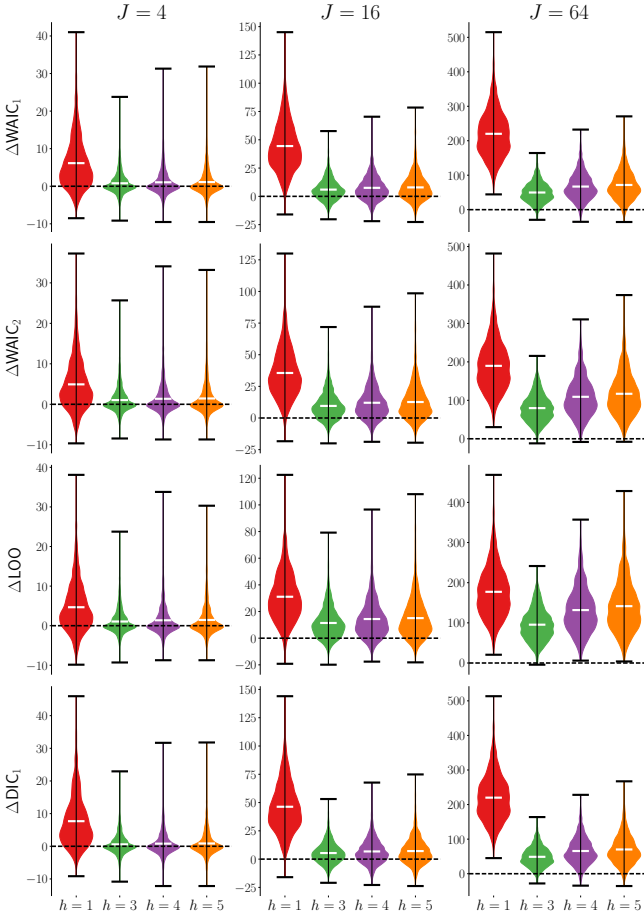 J = 4 J = 16 J = 64
ΔWAIC₁
40 30 20 10 0 −10
150 125 100 75 50 25 0 −25
500 400 300 200 100 0
ΔWAIC₂
30 20 10 0 −10
125 100 75 50 25 0 −25
500 400 300 200 100 0
ΔLOO
40 30 20 10 0 −10
120 100 80 60 40 20 0 −20
400 300 200 100 0
ΔDIC₁
40 30 20 10 0 −10
150 125 100 75 50 25 0 −25
500 400 300 200 100 0
h = 1 h = 3 h = 4 h = 5 h = 1 h = 3 h = 4 h = 5 h = 1 h = 3 h = 4 h = 5